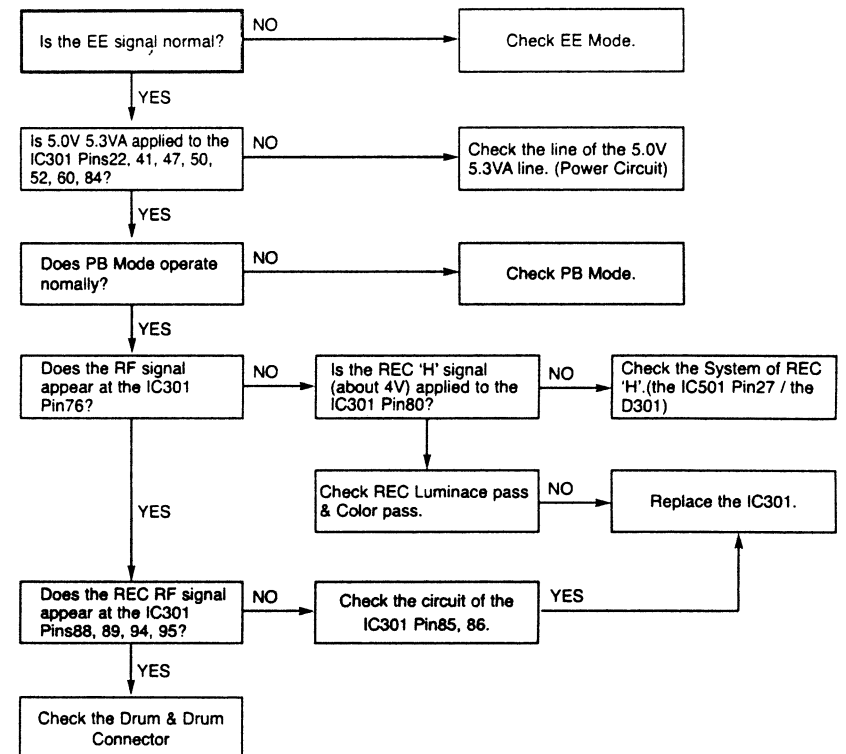 Is the EE signal normal?
NO
Check EE Mode.
YES
Is 5.0V 5.3VA applied to the
IC301 Pins22, 41, 47, 50,
52, 60, 84?
NO
Check the line of the 5.0V
5.3VA line. (Power Circuit)
YES
Does PB Mode operate
nomally?
NO
Check PB Mode.
YES
Does the RF signal
appear at the IC301
Pin76?
NO
Is the REC 'H' signal
(about 4V) applied to the
IC301 Pin80?
NO
Check the System of REC
'H'.(the IC501 Pin27 / the
D301)
Check REC Luminace pass
& Color pass.
NO
Replace the IC301.
YES
Does the REC RF signal
appear at the IC301
Pins88, 89, 94, 95?
NO
Check the circuit of the
IC301 Pin85, 86.
YES
YES
Check the Drum & Drum
Connector